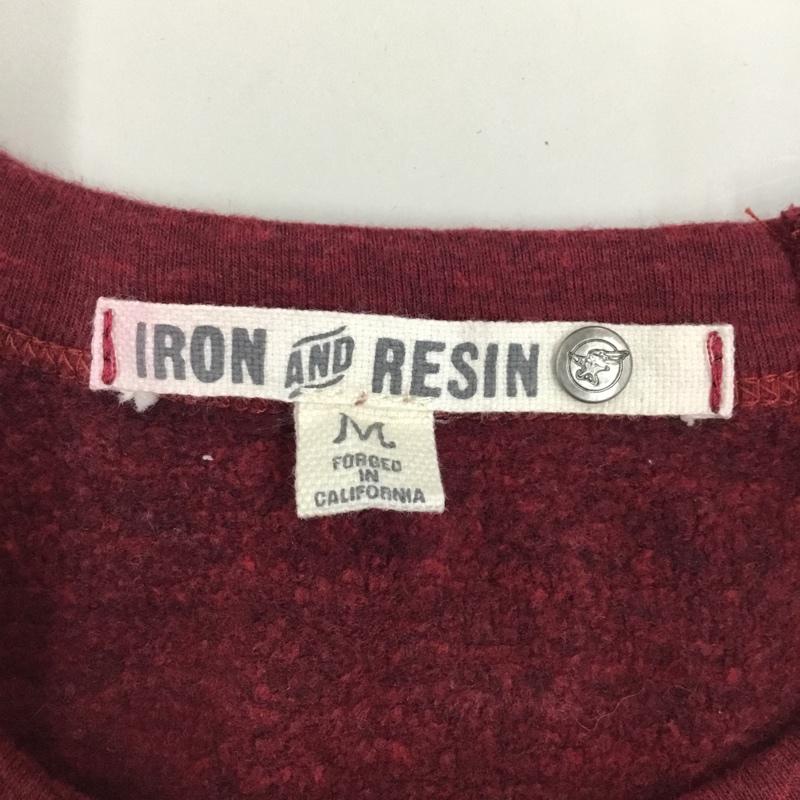 IRON AND RESIN
M
FORGED
IN
CALIFORNIA